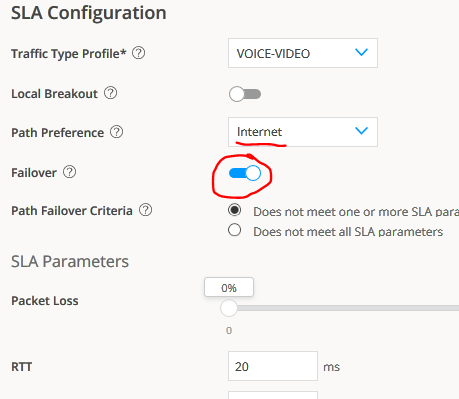 SLA Configuration
Traffic Type Profile* ? VOICE-VIDEO
Local Breakout ?
Path Preference ? Internet
Failover ?
Path Failover Criteria ? Does not meet one or more SLA para
Does not meet all SLA parameters
SLA Parameters
0%
Packet Loss
0
RTT 20 ms